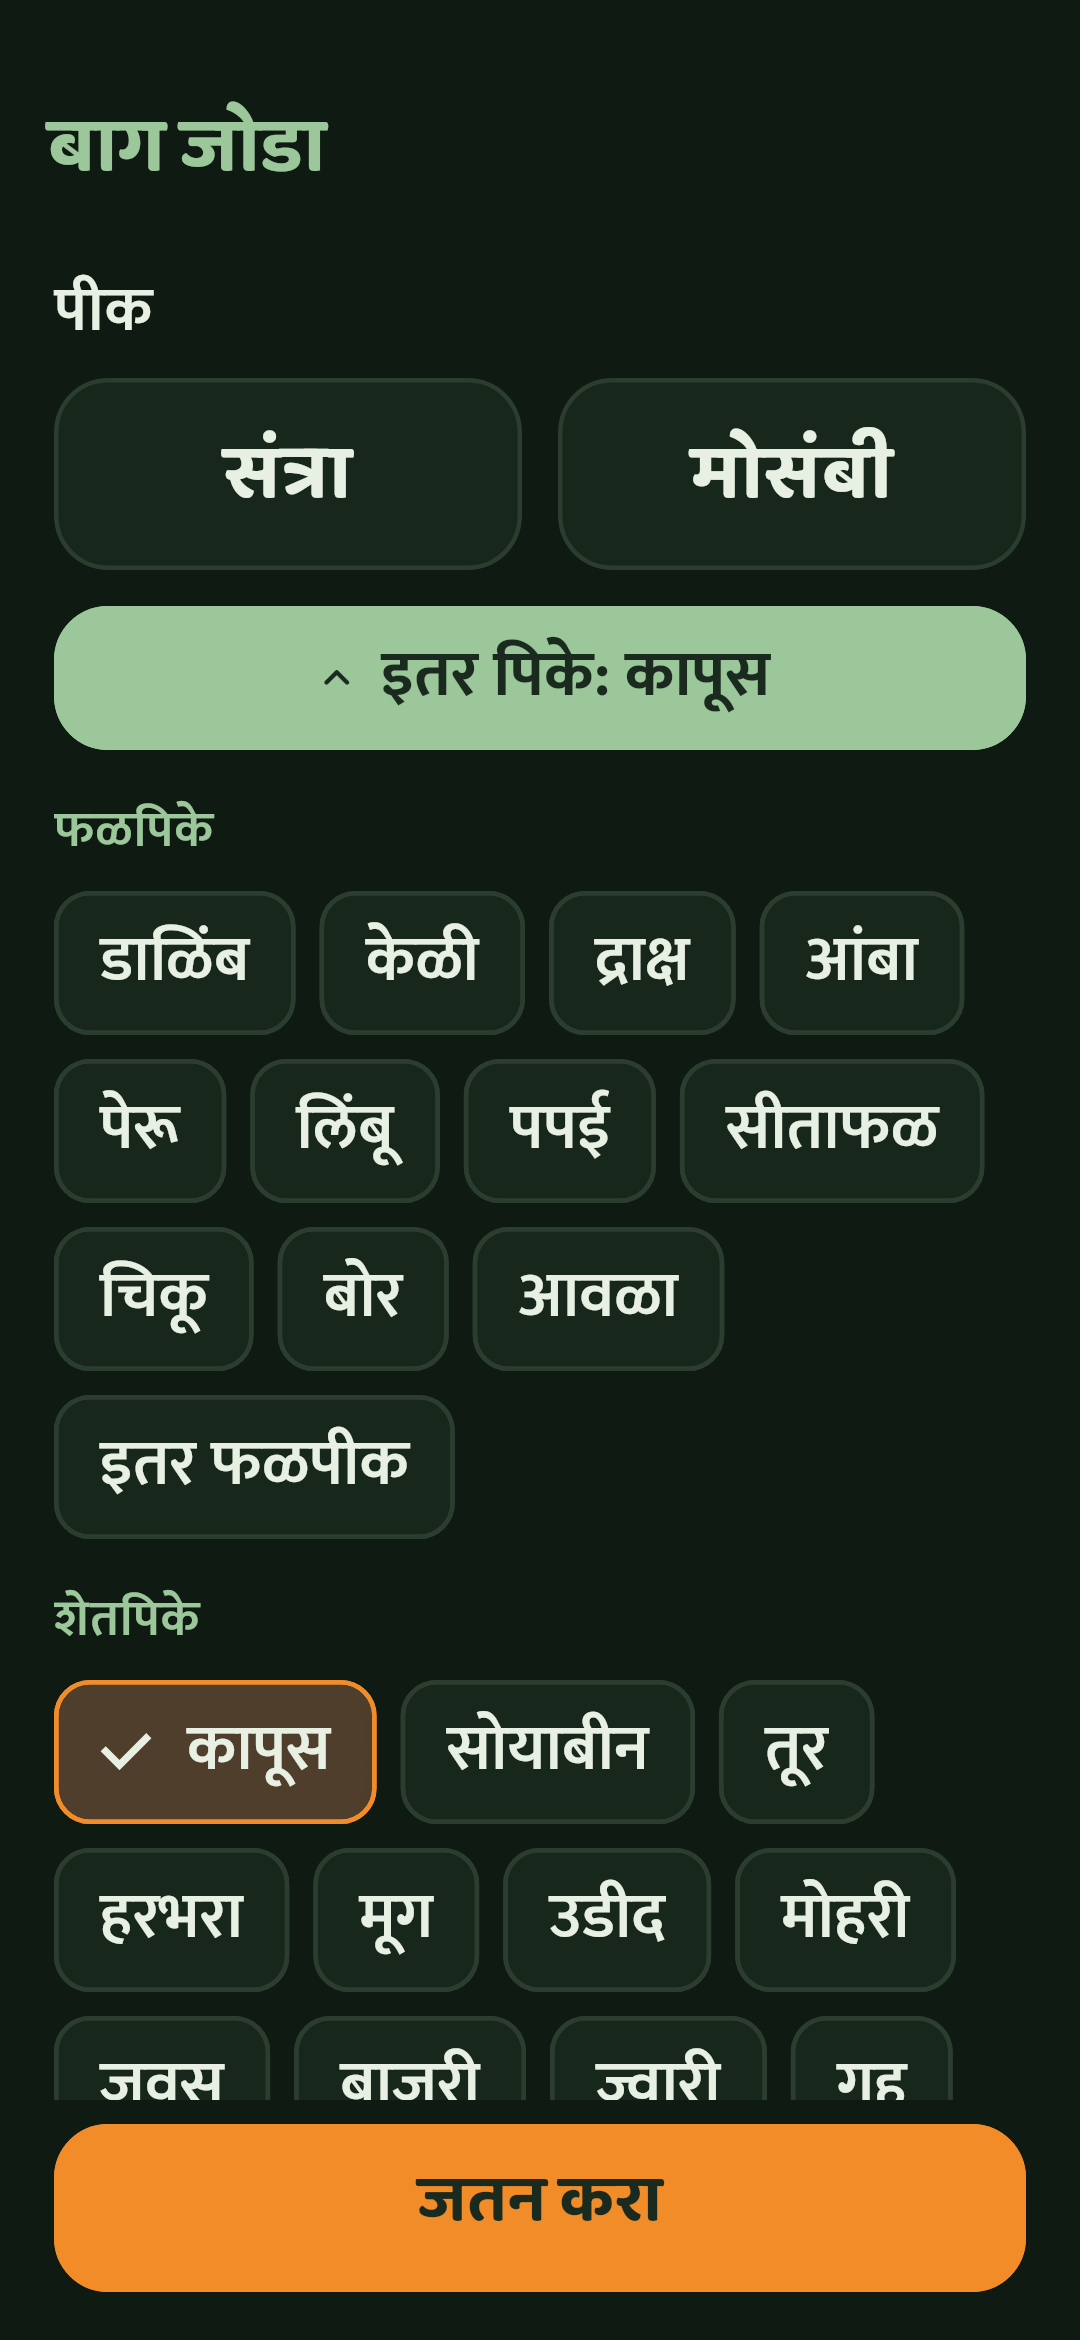 बाग जोडा
पीक
संत्रा मोसंबी
इतर पिके: कापूस
फळपिके
डाळिंब केळी द्राक्ष आंबा
पेरू लिंबू पपई सीताफळ
चिकू बोर आवळा
इतर फळपीक
शेतपिके
कापूस सोयाबीन तूर
हरभरा मूग उडीद मोहरी
जवस बाजरी ज्वारी
जतन करा